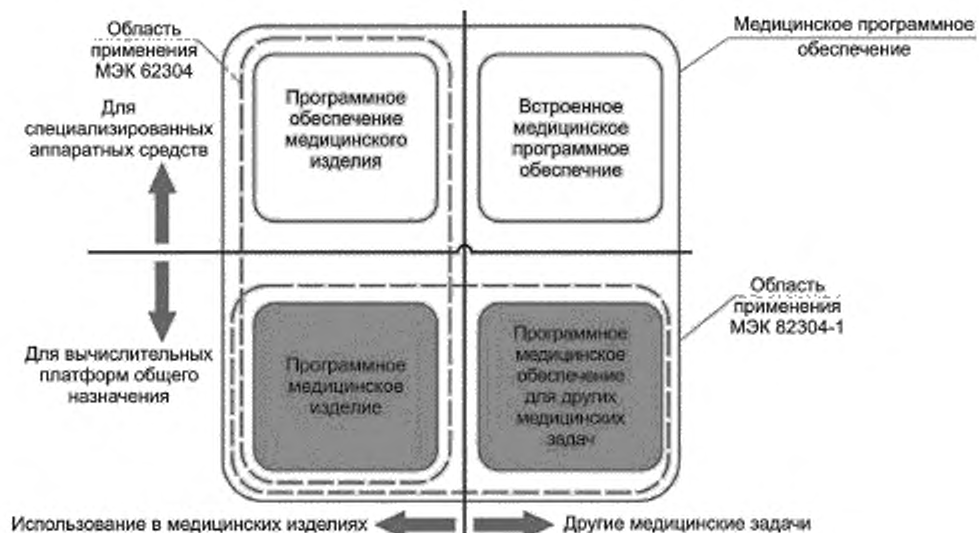 Область
применения
МЭК 62304
Медицинское программное
обеспечение
Для
специализированных
аппаратных средств
Программное
обеспечение
медицинского
изделия
Встроенное
медицинское
программное
обеспечние
Область
применения
МЭК 82304-1
Для вычислительных
платформ общего
назначения
Программное
медицинское
изделие
Программное
медицинское
обеспечение
для других
медицинских
задач
Использование в медицинских изделиях
Другие медицинские задачи